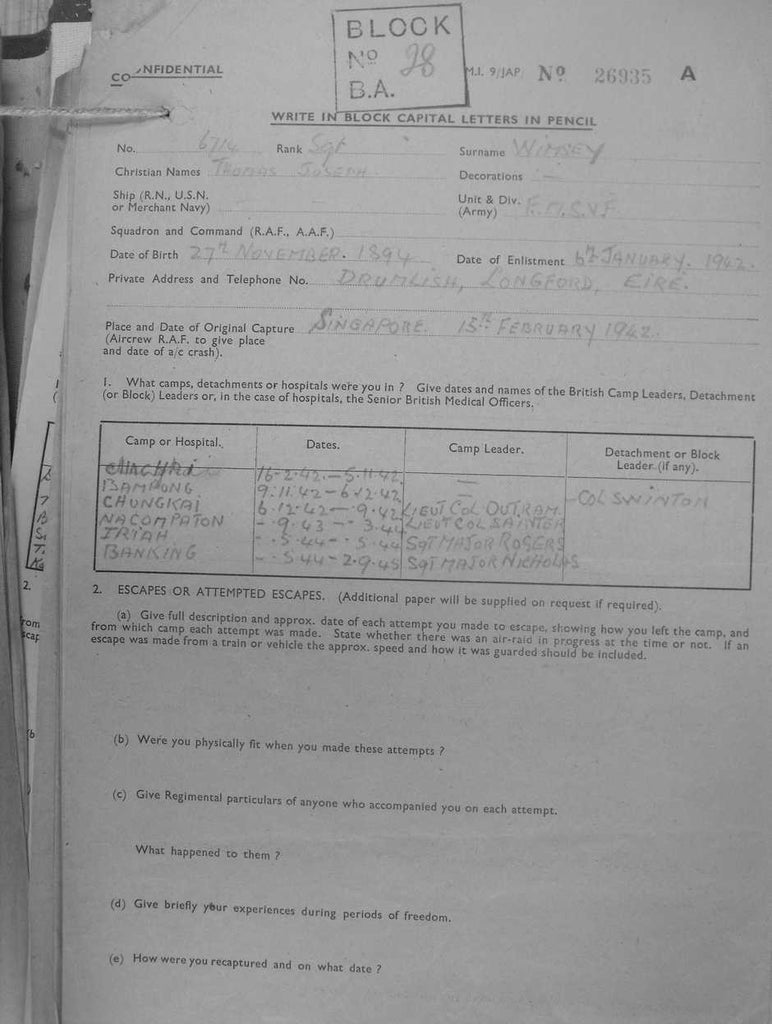 BLOCK
No 28
B.A.
CONFIDENTIAL
M.I. 9/JAP No 26935 A
WRITE IN BLOCK CAPITAL LETTERS IN PENCIL
No. 6714 Rank Sgt Surname WIMSEY
Christian Names THOMAS JOSEPH Decorations —
Ship (R.N., U.S.N.
or Merchant Navy) —
Unit & Div. F.M.S.V.F
(Army)
Squadron and Command (R.A.F., A.A.F.)
Date of Birth 27TH NOVEMBER. 1894 Date of Enlistment 6TH JANUARY. 1942.
Private Address and Telephone No. DRUMLISH, LONGFORD, EIRE.
Place and Date of Original Capture SINGAPORE. 15TH FEBRUARY 1942.
(Aircrew R.A.F. to give place
and date of a/c crash).
1. What camps, detachments or hospitals were you in ? Give dates and names of the British Camp Leaders, Detachment
(or Block) Leaders or, in the case of hospitals, the Senior British Medical Officers.
Camp or Hospital. Dates. Camp Leader. Detachment or Block
Leader (if any).
16-2-42.—5.11.42 —
BAMPONG 9.11.42—6.12.42 — COL SWINTON
CHUNGKAI 6.12.42—.9.42 LIEUT COL OUTRAM.
NACOMPATON -.9.43 —.3.44 LIEUT COL SAINTER
-.5.44—.5.44 SGT MAJOR ROGERS
BANKING -.5.44—2.9.45 SGT MAJOR NICHOLAS
2. ESCAPES OR ATTEMPTED ESCAPES. (Additional paper will be supplied on request if required).
(a) Give full description and approx. date of each attempt you made to escape, showing how you left the camp, and
from which camp each attempt was made. State whether there was an air-raid in progress at the time or not. If an
escape was made from a train or vehicle the approx. speed and how it was guarded should be included.
(b) Were you physically fit when you made these attempts ?
(c) Give Regimental particulars of anyone who accompanied you on each attempt.
What happened to them ?
(d) Give briefly your experiences during periods of freedom.
(e) How were you recaptured and on what date ?